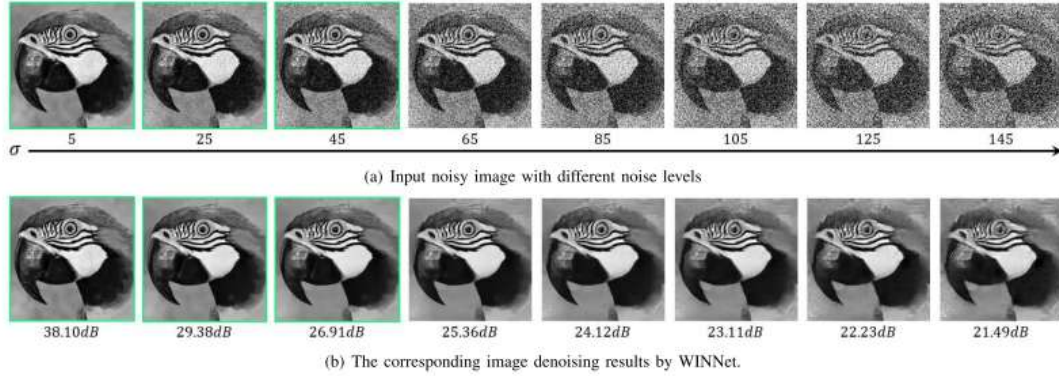 5 25 45 65 85 105 125 145
σ
(a) Input noisy image with different noise levels
38.10dB 29.38dB 26.91dB 25.36dB 24.12dB 23.11dB 22.23dB 21.49dB
(b) The corresponding image denoising results by WINNet.